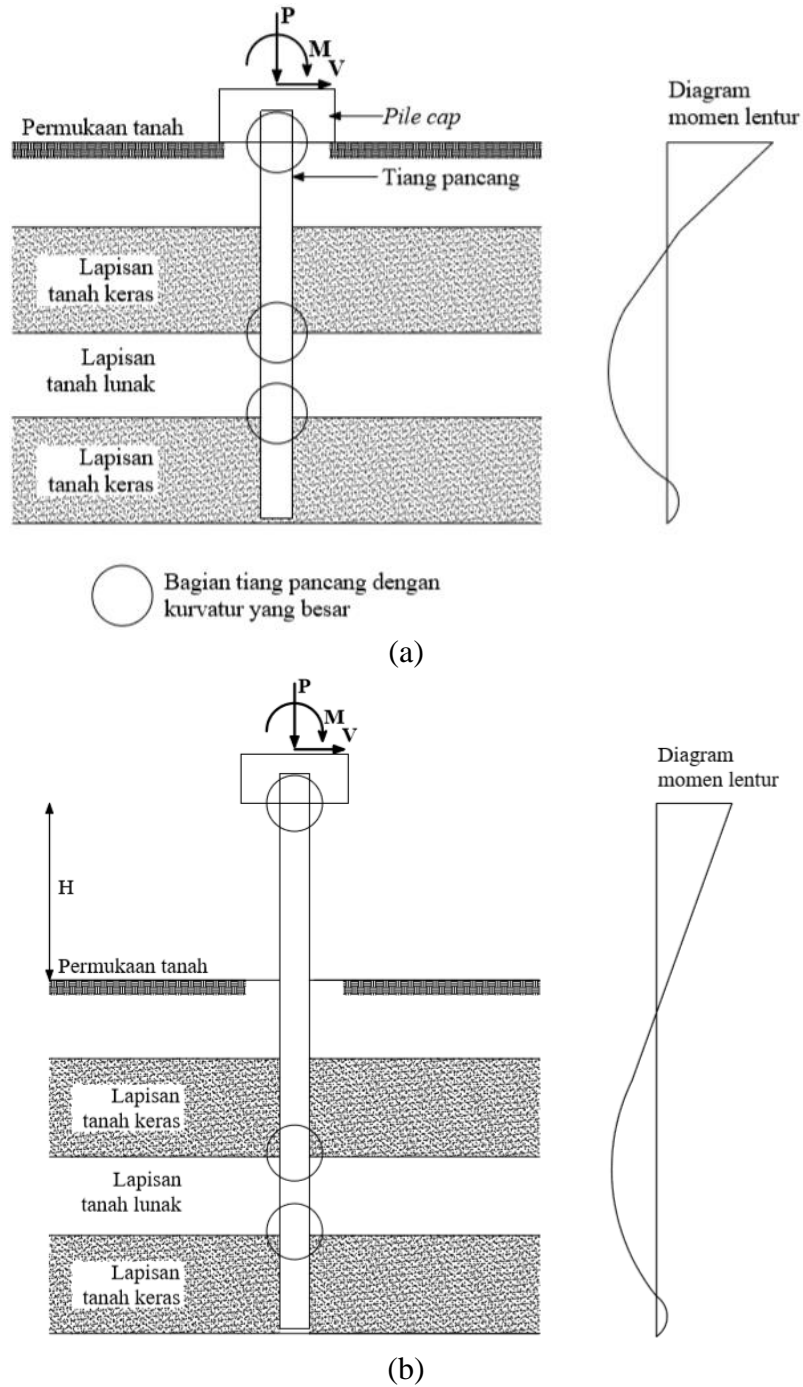 P
M
V
Pile cap
Permukaan tanah
Tiang pancang
Diagram
momen lentur
Lapisan
tanah keras
Lapisan
tanah lunak
Lapisan
tanah keras
Bagian tiang pancang dengan
kurvatur yang besar
(a)
P
M
V
Diagram
momen lentur
H
Permukaan tanah
Lapisan
tanah keras
Lapisan
tanah lunak
Lapisan
tanah keras
(b)